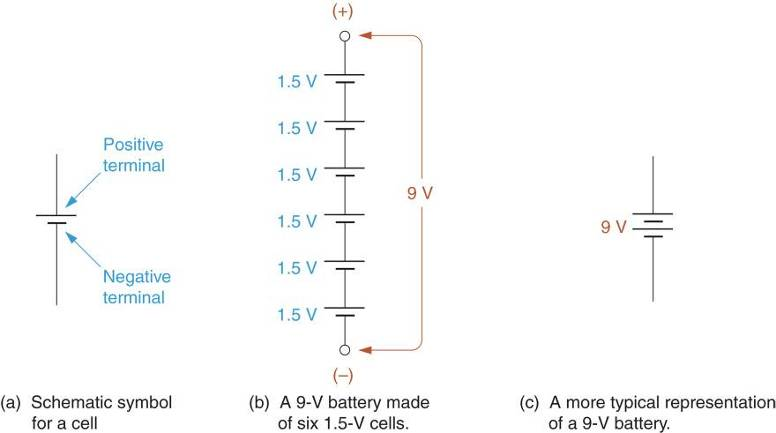 Positive
terminal
Negative
terminal
(a) Schematic symbol
for a cell
(+)
1.5 V
1.5 V
1.5 V
1.5 V
1.5 V
1.5 V
9 V
(–)
(b) A 9-V battery made
of six 1.5-V cells.
9 V
(c) A more typical representation
of a 9-V battery.